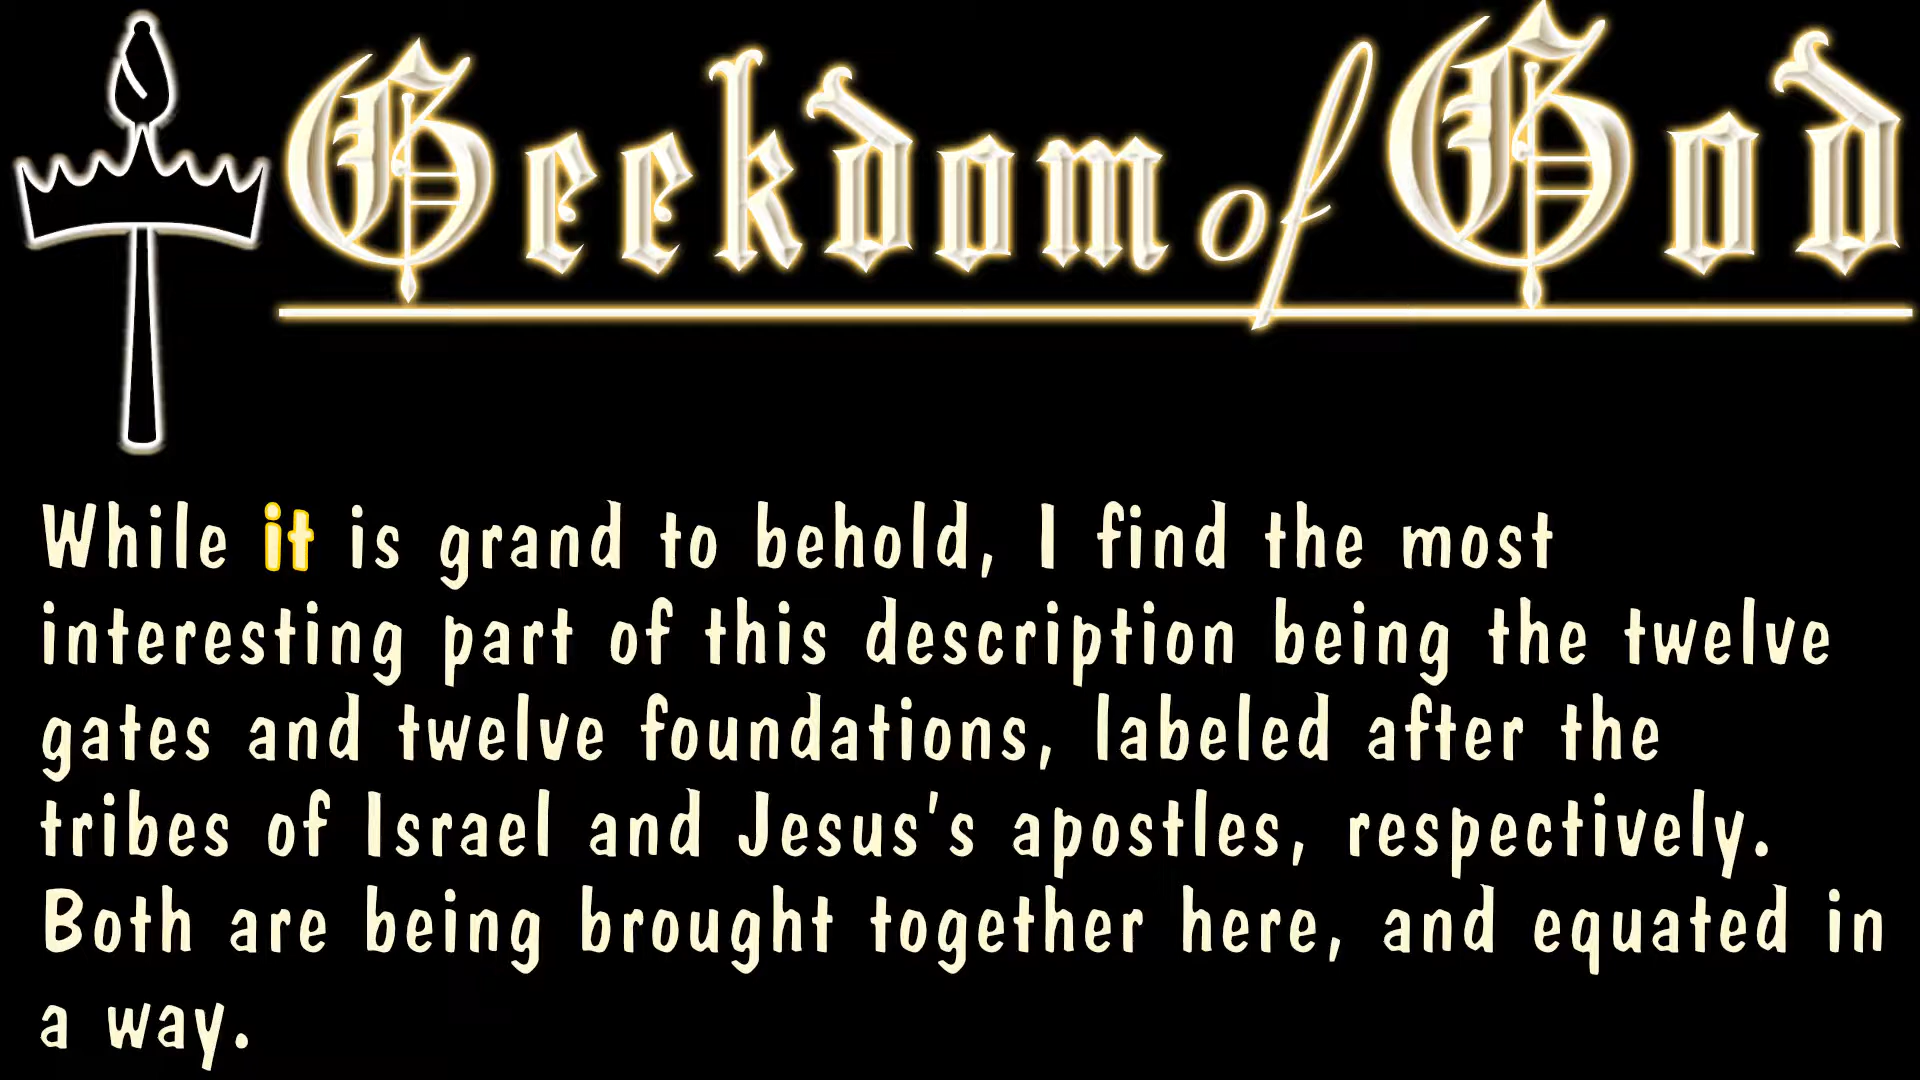 Geekdom of God
While it is grand to behold, I find the most
interesting part of this description being the twelve
gates and twelve foundations, labeled after the
tribes of Israel and Jesus's apostles, respectively.
Both are being brought together here, and equated in
a way.